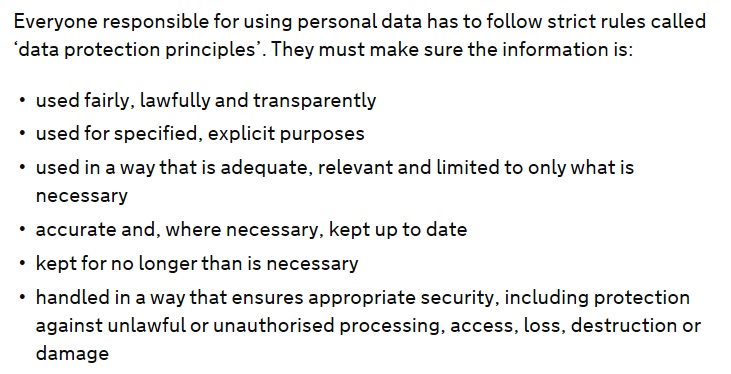 Everyone responsible for using personal data has to follow strict rules called
‘data protection principles’. They must make sure the information is:
• used fairly, lawfully and transparently
• used for specified, explicit purposes
• used in a way that is adequate, relevant and limited to only what is
necessary
• accurate and, where necessary, kept up to date
• kept for no longer than is necessary
• handled in a way that ensures appropriate security, including protection
against unlawful or unauthorised processing, access, loss, destruction or
damage